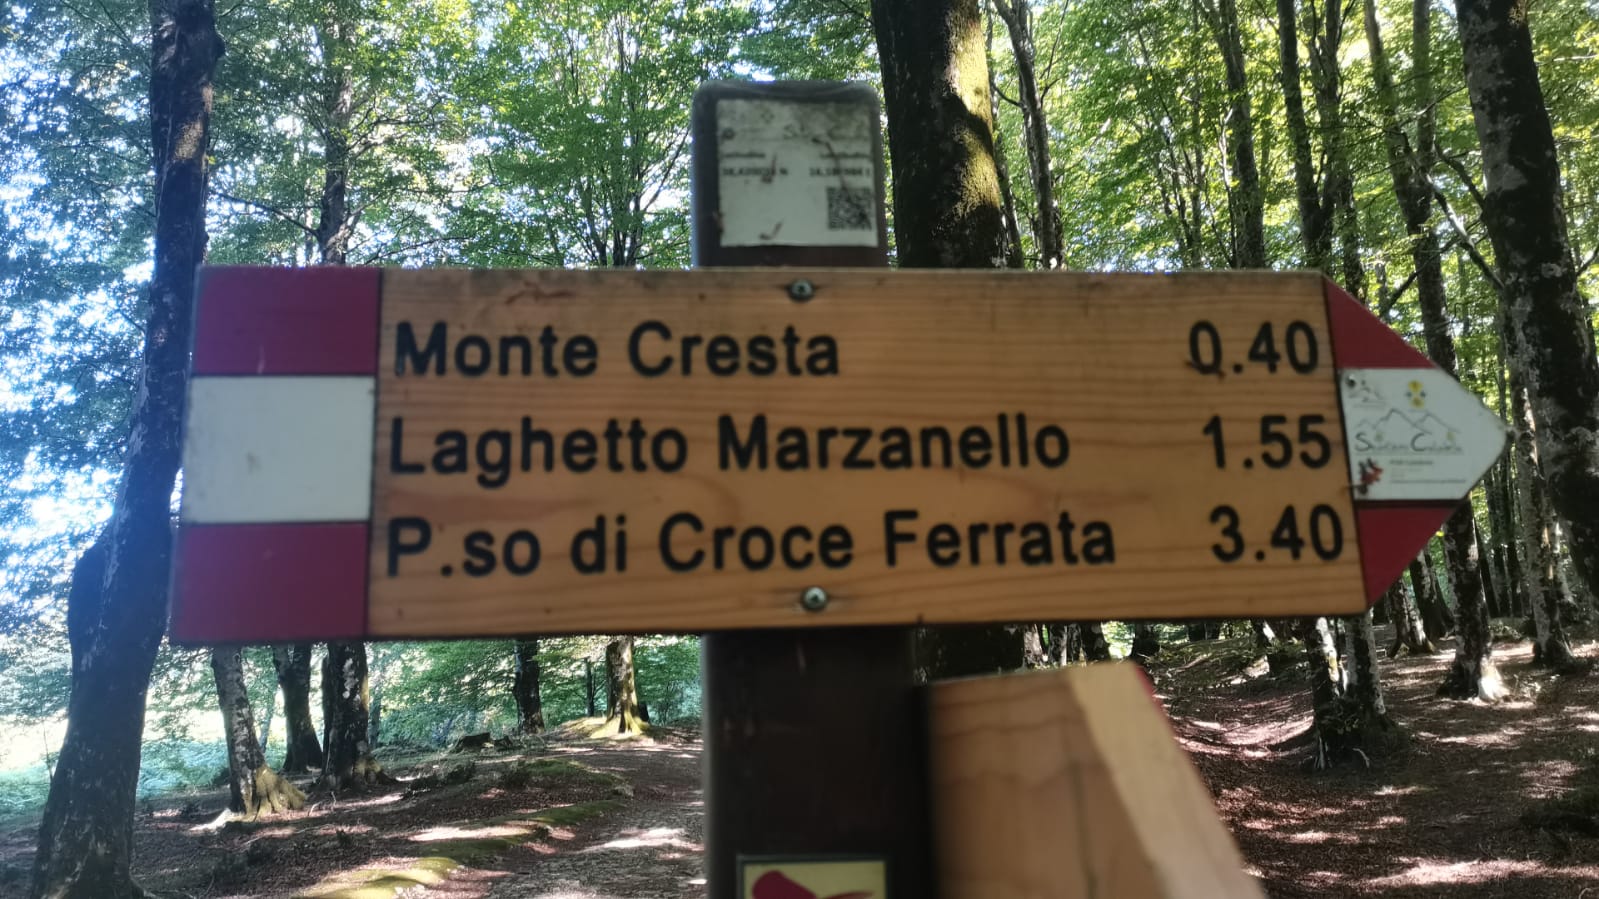 Monte Cresta 0.40
Laghetto Marzanello 1.55
P.so di Croce Ferrata 3.40